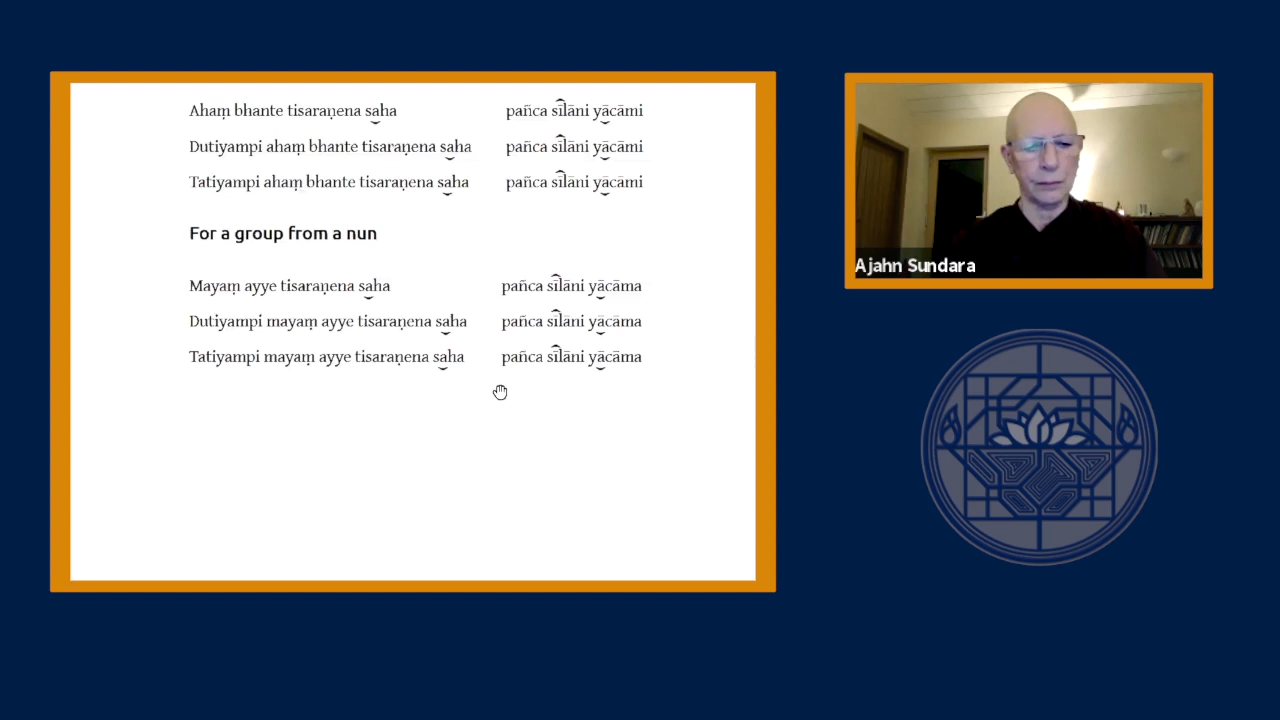 Ahaṃ bhante tisaraṇena saha pañca sīlāni yācāmi
Dutiyampi ahaṃ bhante tisaraṇena saha pañca sīlāni yācāmi
Tatiyampi ahaṃ bhante tisaraṇena saha pañca sīlāni yācāmi
For a group from a nun
Mayaṃ ayye tisaraṇena saha pañca sīlāni yācāma
Dutiyampi mayaṃ ayye tisaraṇena saha pañca sīlāni yācāma
Tatiyampi mayaṃ ayye tisaraṇena saha pañca sīlāni yācāma
Ajahn Sundara